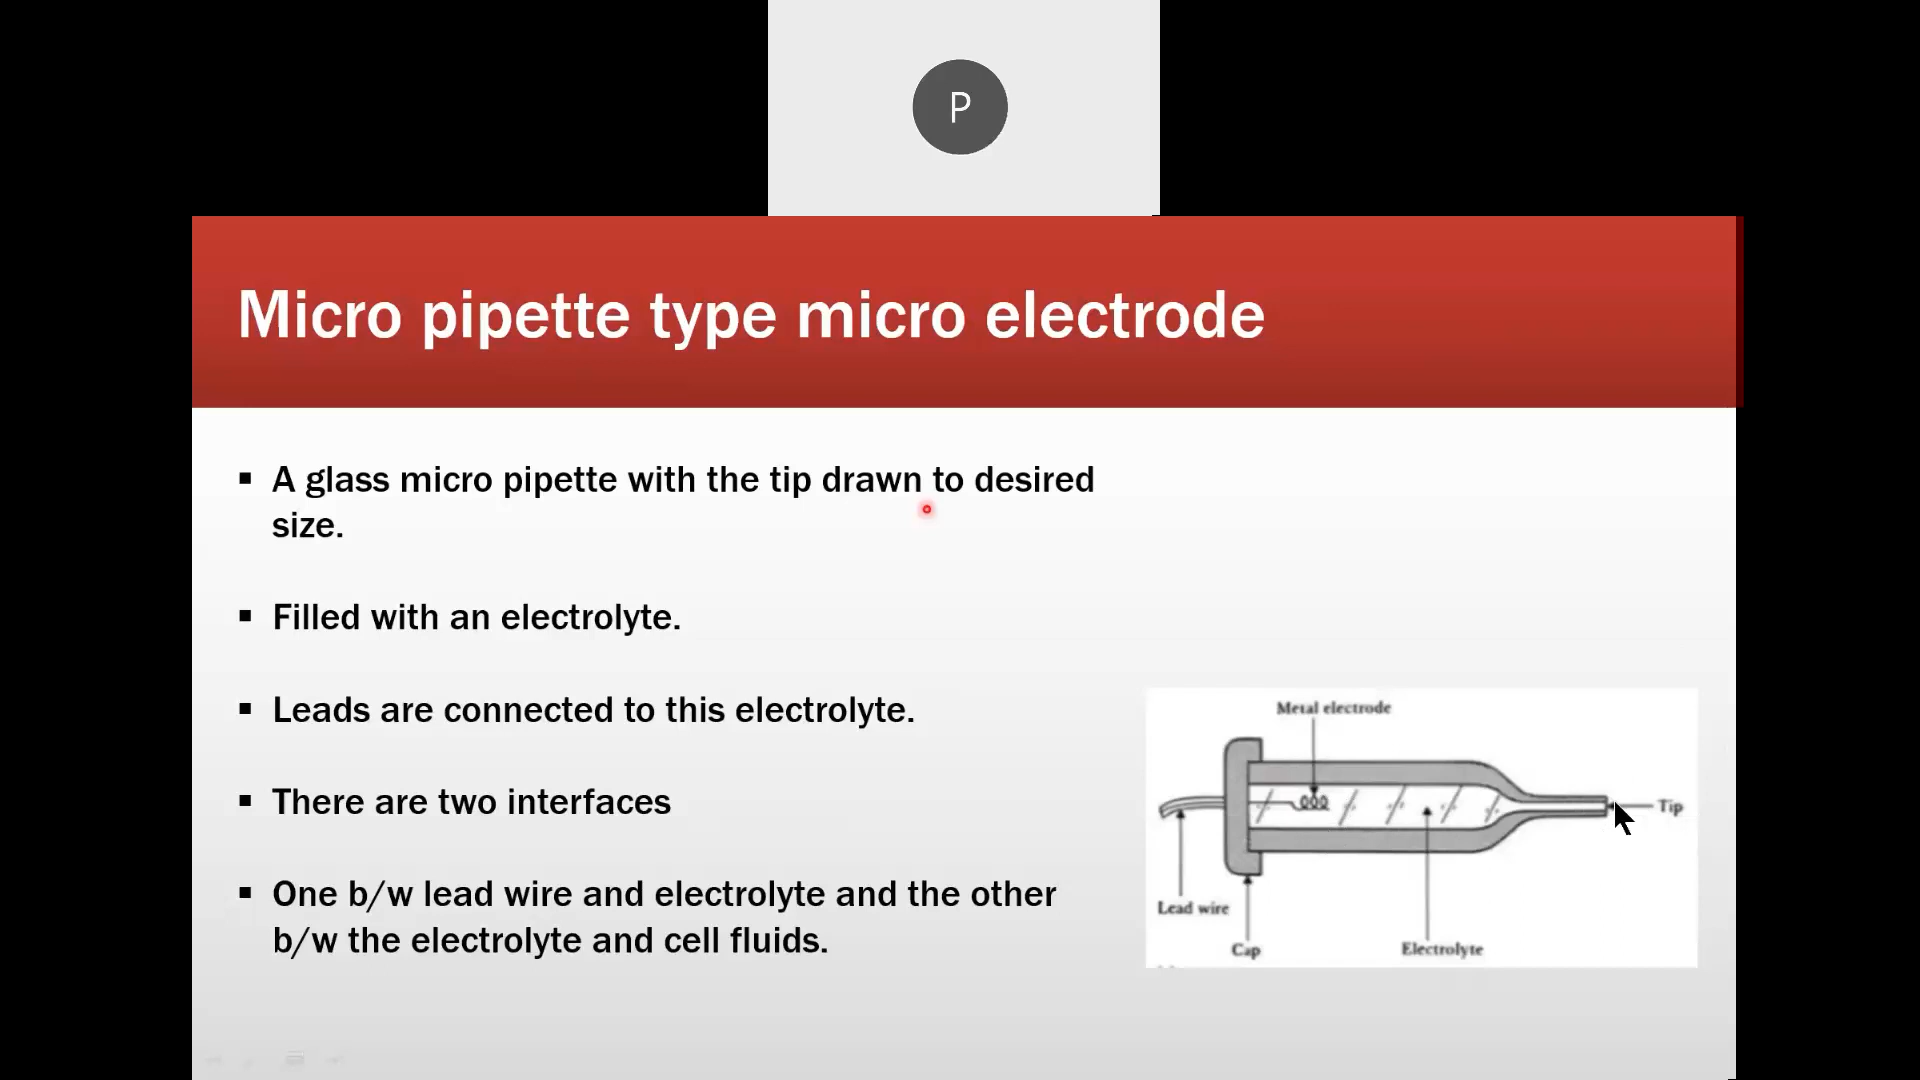 P
Micro pipette type micro electrode
▪ A glass micro pipette with the tip drawn to desired
size.
▪ Filled with an electrolyte.
▪ Leads are connected to this electrolyte.
▪ There are two interfaces
▪ One b/w lead wire and electrolyte and the other
b/w the electrolyte and cell fluids.
Metal electrode
Tip
Lead wire
Cap
Electrolyte